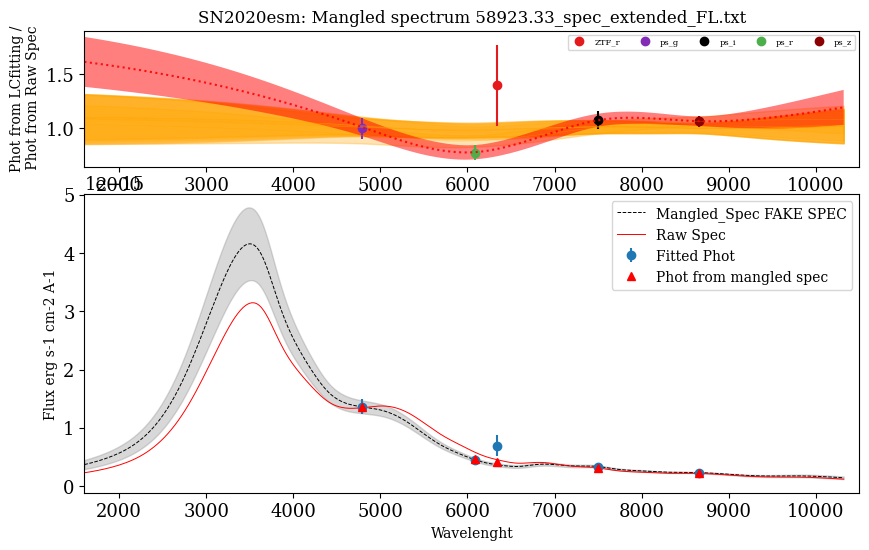 SN2020esm: Mangled spectrum 58923.33_spec_extended_FL.txt
Phot from LCfitting /
Phot from Raw Spec
ZTF_r ps_g ps_i ps_r ps_z
1.5
1.0
2000 3000 4000 5000 6000 7000 8000 9000 10000
1e−15
Flux erg s-1 cm-2 A-1
Mangled_Spec FAKE SPEC
Raw Spec
Fitted Phot
Phot from mangled spec
5
4
3
2
1
0
2000 3000 4000 5000 6000 7000 8000 9000 10000
Wavelenght